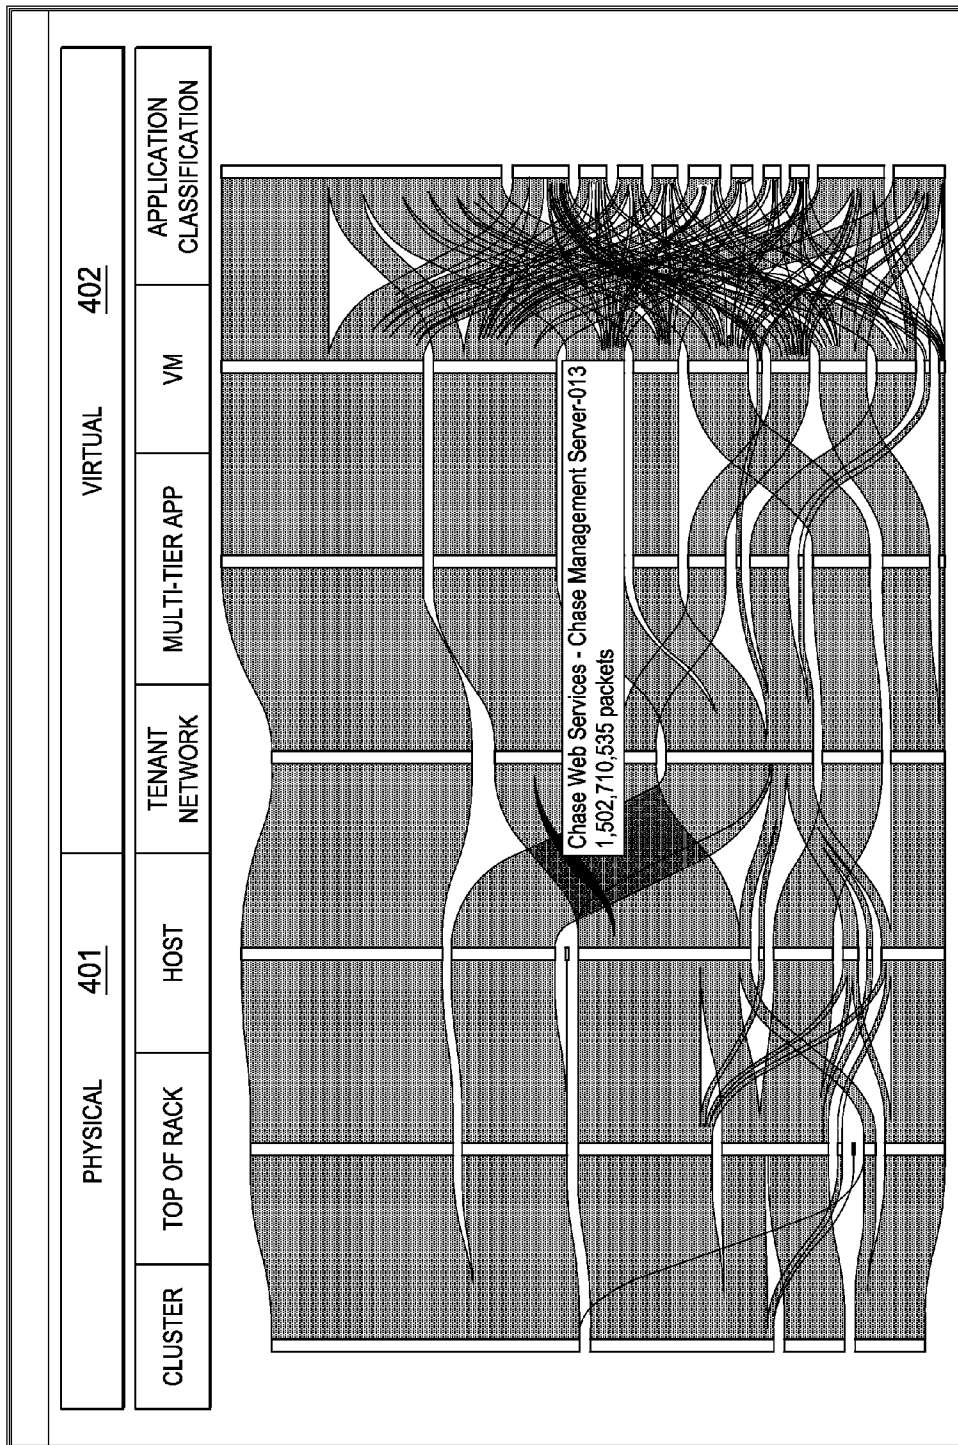 PHYSICAL 401
VIRTUAL 402
CLUSTER
TOP OF RACK
HOST
TENANT
NETWORK
MULTI-TIER APP
VM
APPLICATION
CLASSIFICATION
Chase Web Services - Chase Management Server-013
1,502,710,535 packets